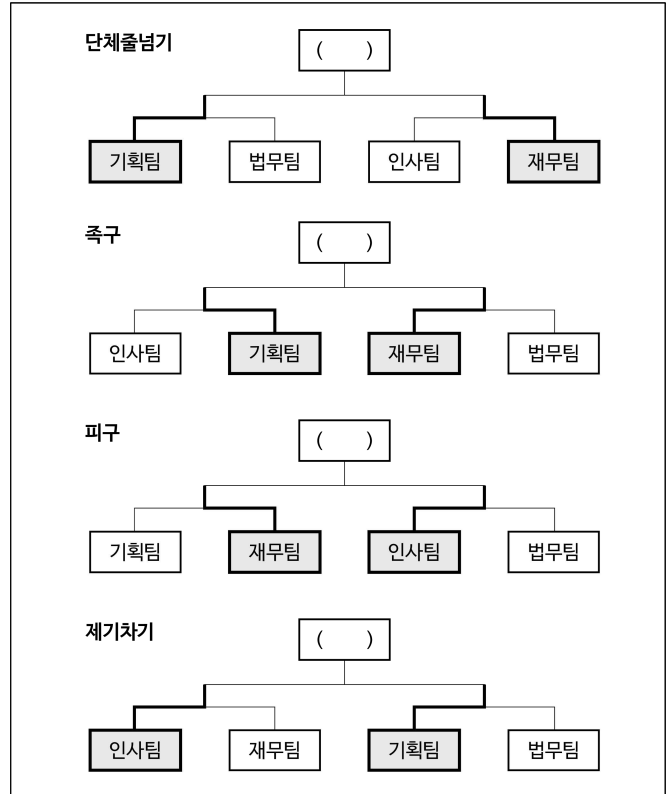 단체줄넘기
(    )
기획팀 법무팀 인사팀 재무팀
족구
(    )
인사팀 기획팀 재무팀 법무팀
피구
(    )
기획팀 재무팀 인사팀 법무팀
제기차기
(    )
인사팀 재무팀 기획팀 법무팀